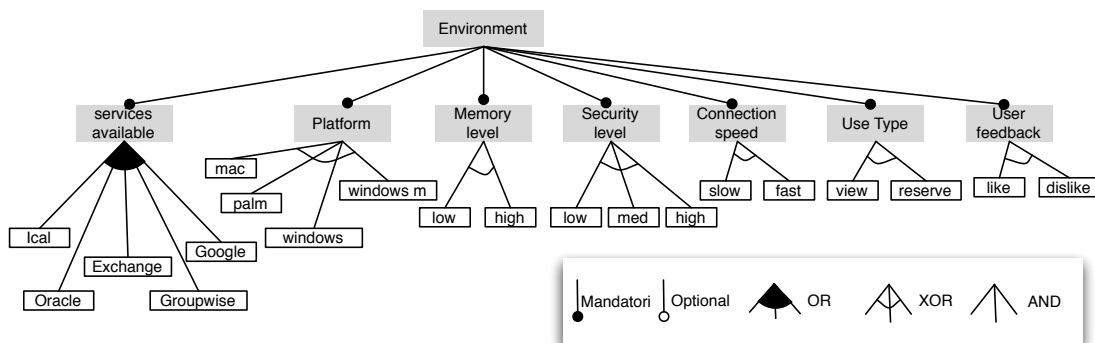 Environment
services
available
Platform
Memory
level
Security
level
Connection
speed
Use Type
User
feedback
mac
palm
windows
windows m
low
high
low
med
high
slow
fast
view
reserve
like
dislike
Ical
Oracle
Exchange
Groupwise
Google
Mandatori
Optional
OR
XOR
AND